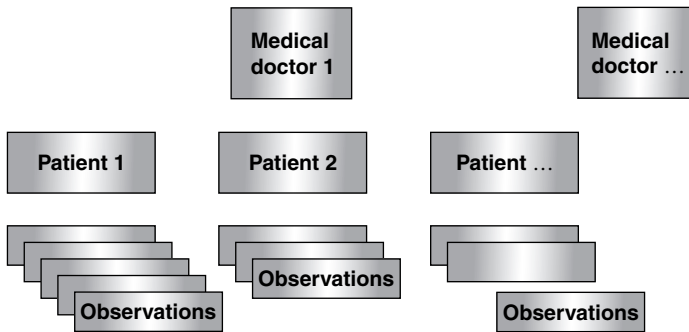 Medical
doctor 1
Medical
doctor …
Patient 1
Patient 2
Patient …
Observations
Observations
Observations